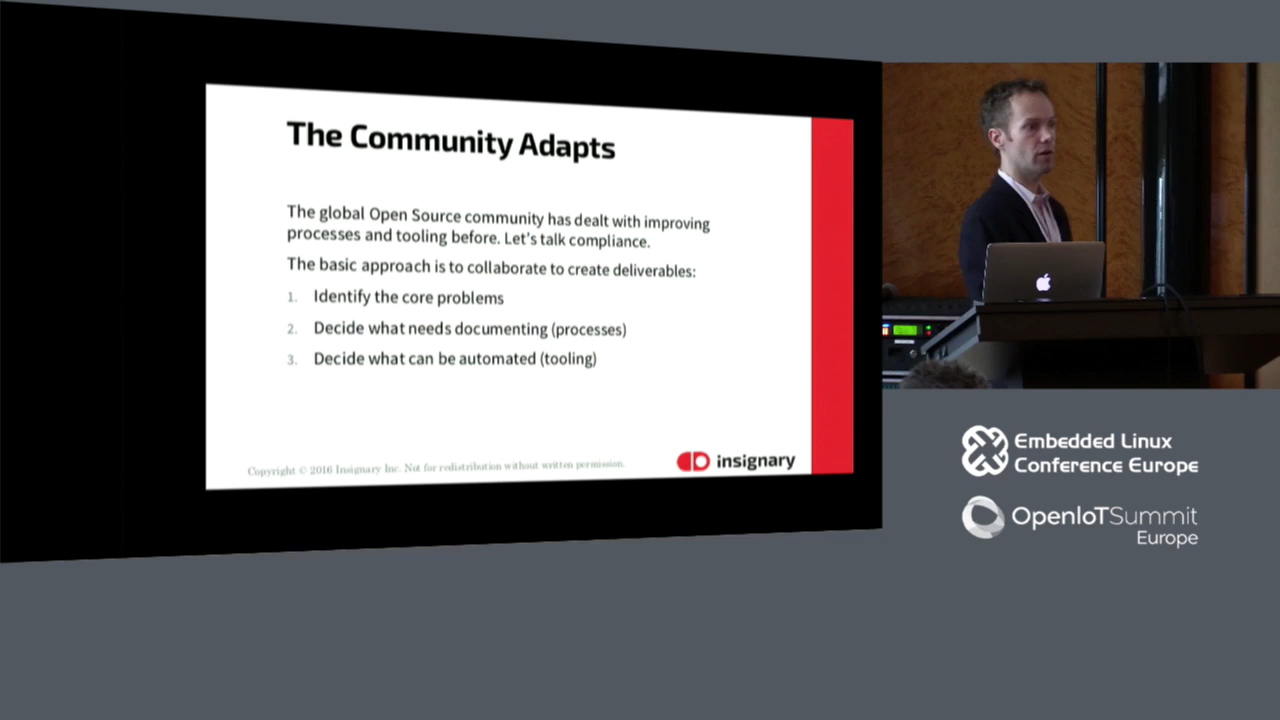 The Community Adapts
The global Open Source community has dealt with improving
processes and tooling before. Let's talk compliance.
The basic approach is to collaborate to create deliverables:
1. Identify the core problems
2. Decide what needs documenting (processes)
3. Decide what can be automated (tooling)
Copyright © 2016 Insignary Inc. Not for redistribution without written permission.
insignary
Embedded Linux
Conference Europe
OpenIoTSummit
Europe